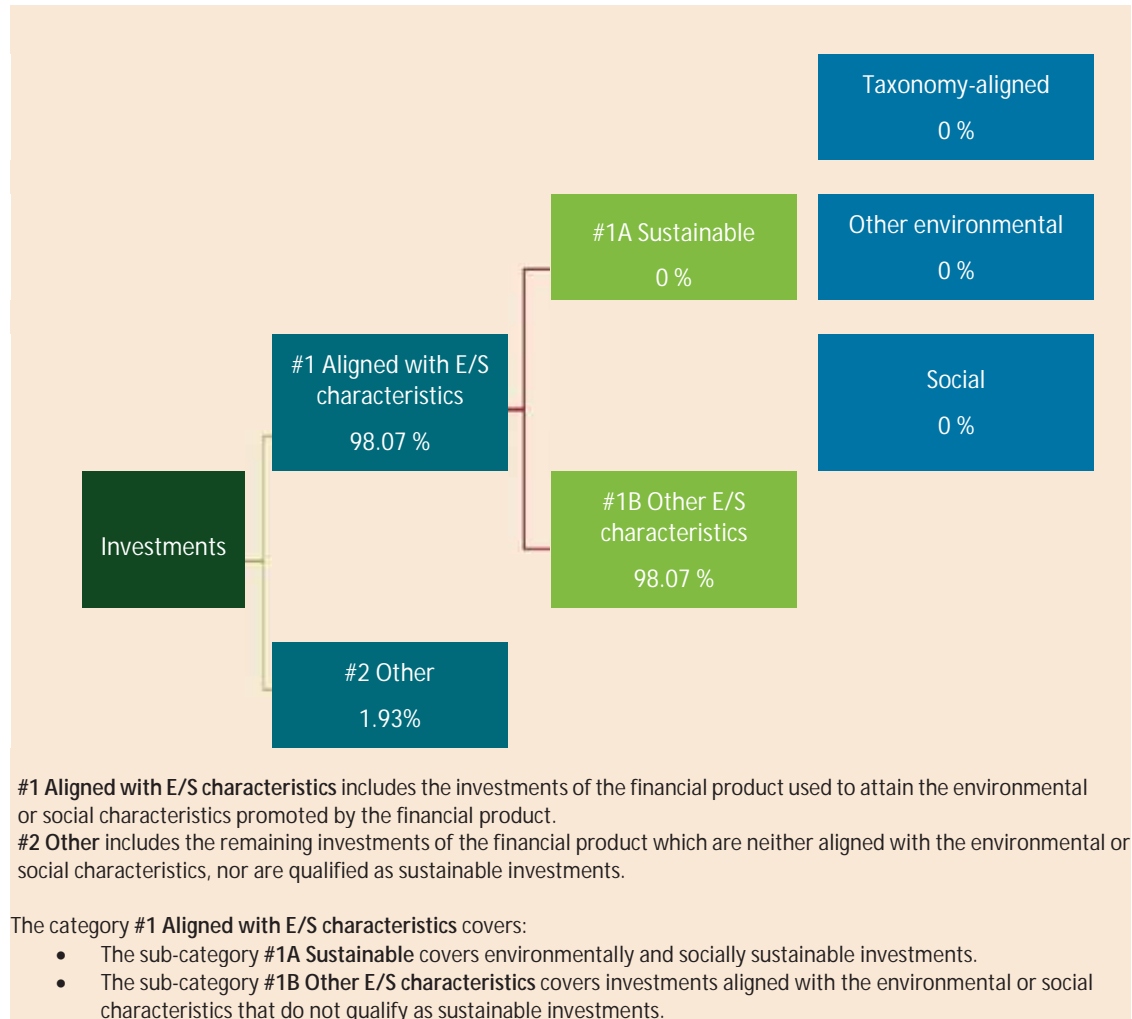 Taxonomy-aligned
0 %
#1A Sustainable
0 %
Other environmental
0 %
#1 Aligned with E/S
characteristics
98.07 %
Social
0 %
Investments
#1B Other E/S
characteristics
98.07 %
#2 Other
1.93%
#1 Aligned with E/S characteristics includes the investments of the financial product used to attain the environmental
or social characteristics promoted by the financial product.
#2 Other includes the remaining investments of the financial product which are neither aligned with the environmental or
social characteristics, nor are qualified as sustainable investments.
The category #1 Aligned with E/S characteristics covers:
• The sub-category #1A Sustainable covers environmentally and socially sustainable investments.
• The sub-category #1B Other E/S characteristics covers investments aligned with the environmental or social
characteristics that do not qualify as sustainable investments.